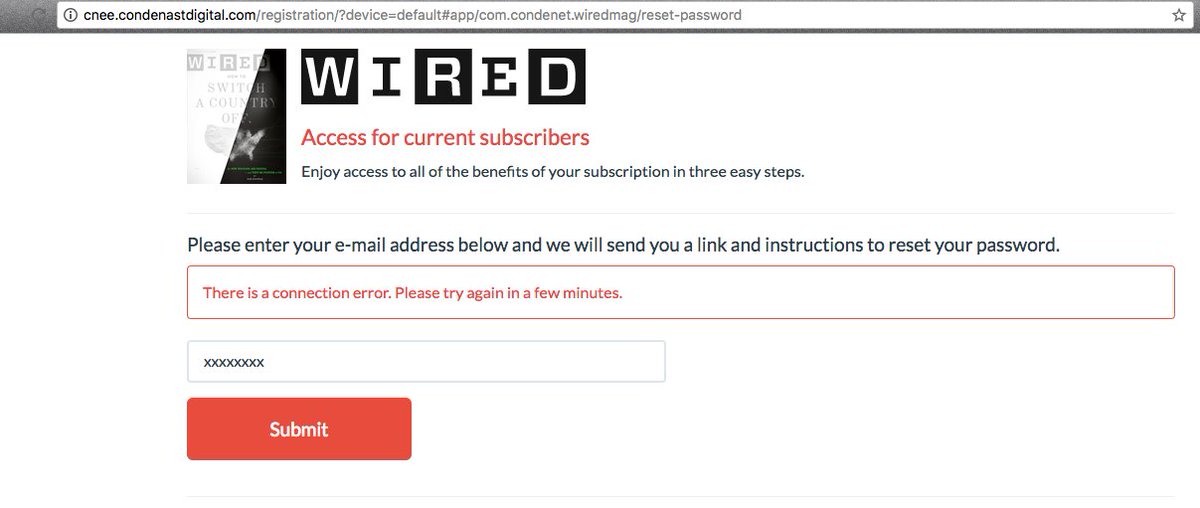 cnee.condenastdigital.com/registration/?device=default#app/com.condenet.wiredmag/reset-password
WIRED
HOW TO
SWITCH
A COUNTRY
OFF
WIRED
Access for current subscribers
Enjoy access to all of the benefits of your subscription in three easy steps.
Please enter your e-mail address below and we will send you a link and instructions to reset your password.
There is a connection error. Please try again in a few minutes.
xxxxxxxx
Submit